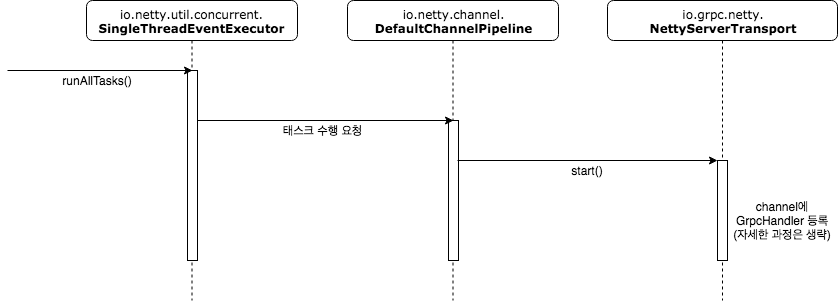 io.netty.util.concurrent.
SingleThreadEventExecutor
io.netty.channel.
DefaultChannelPipeline
io.grpc.netty.
NettyServerTransport
runAllTasks()
태스크 수행 요청
start()
channel에
GrpcHandler 등록
(자세한 과정은 생략)